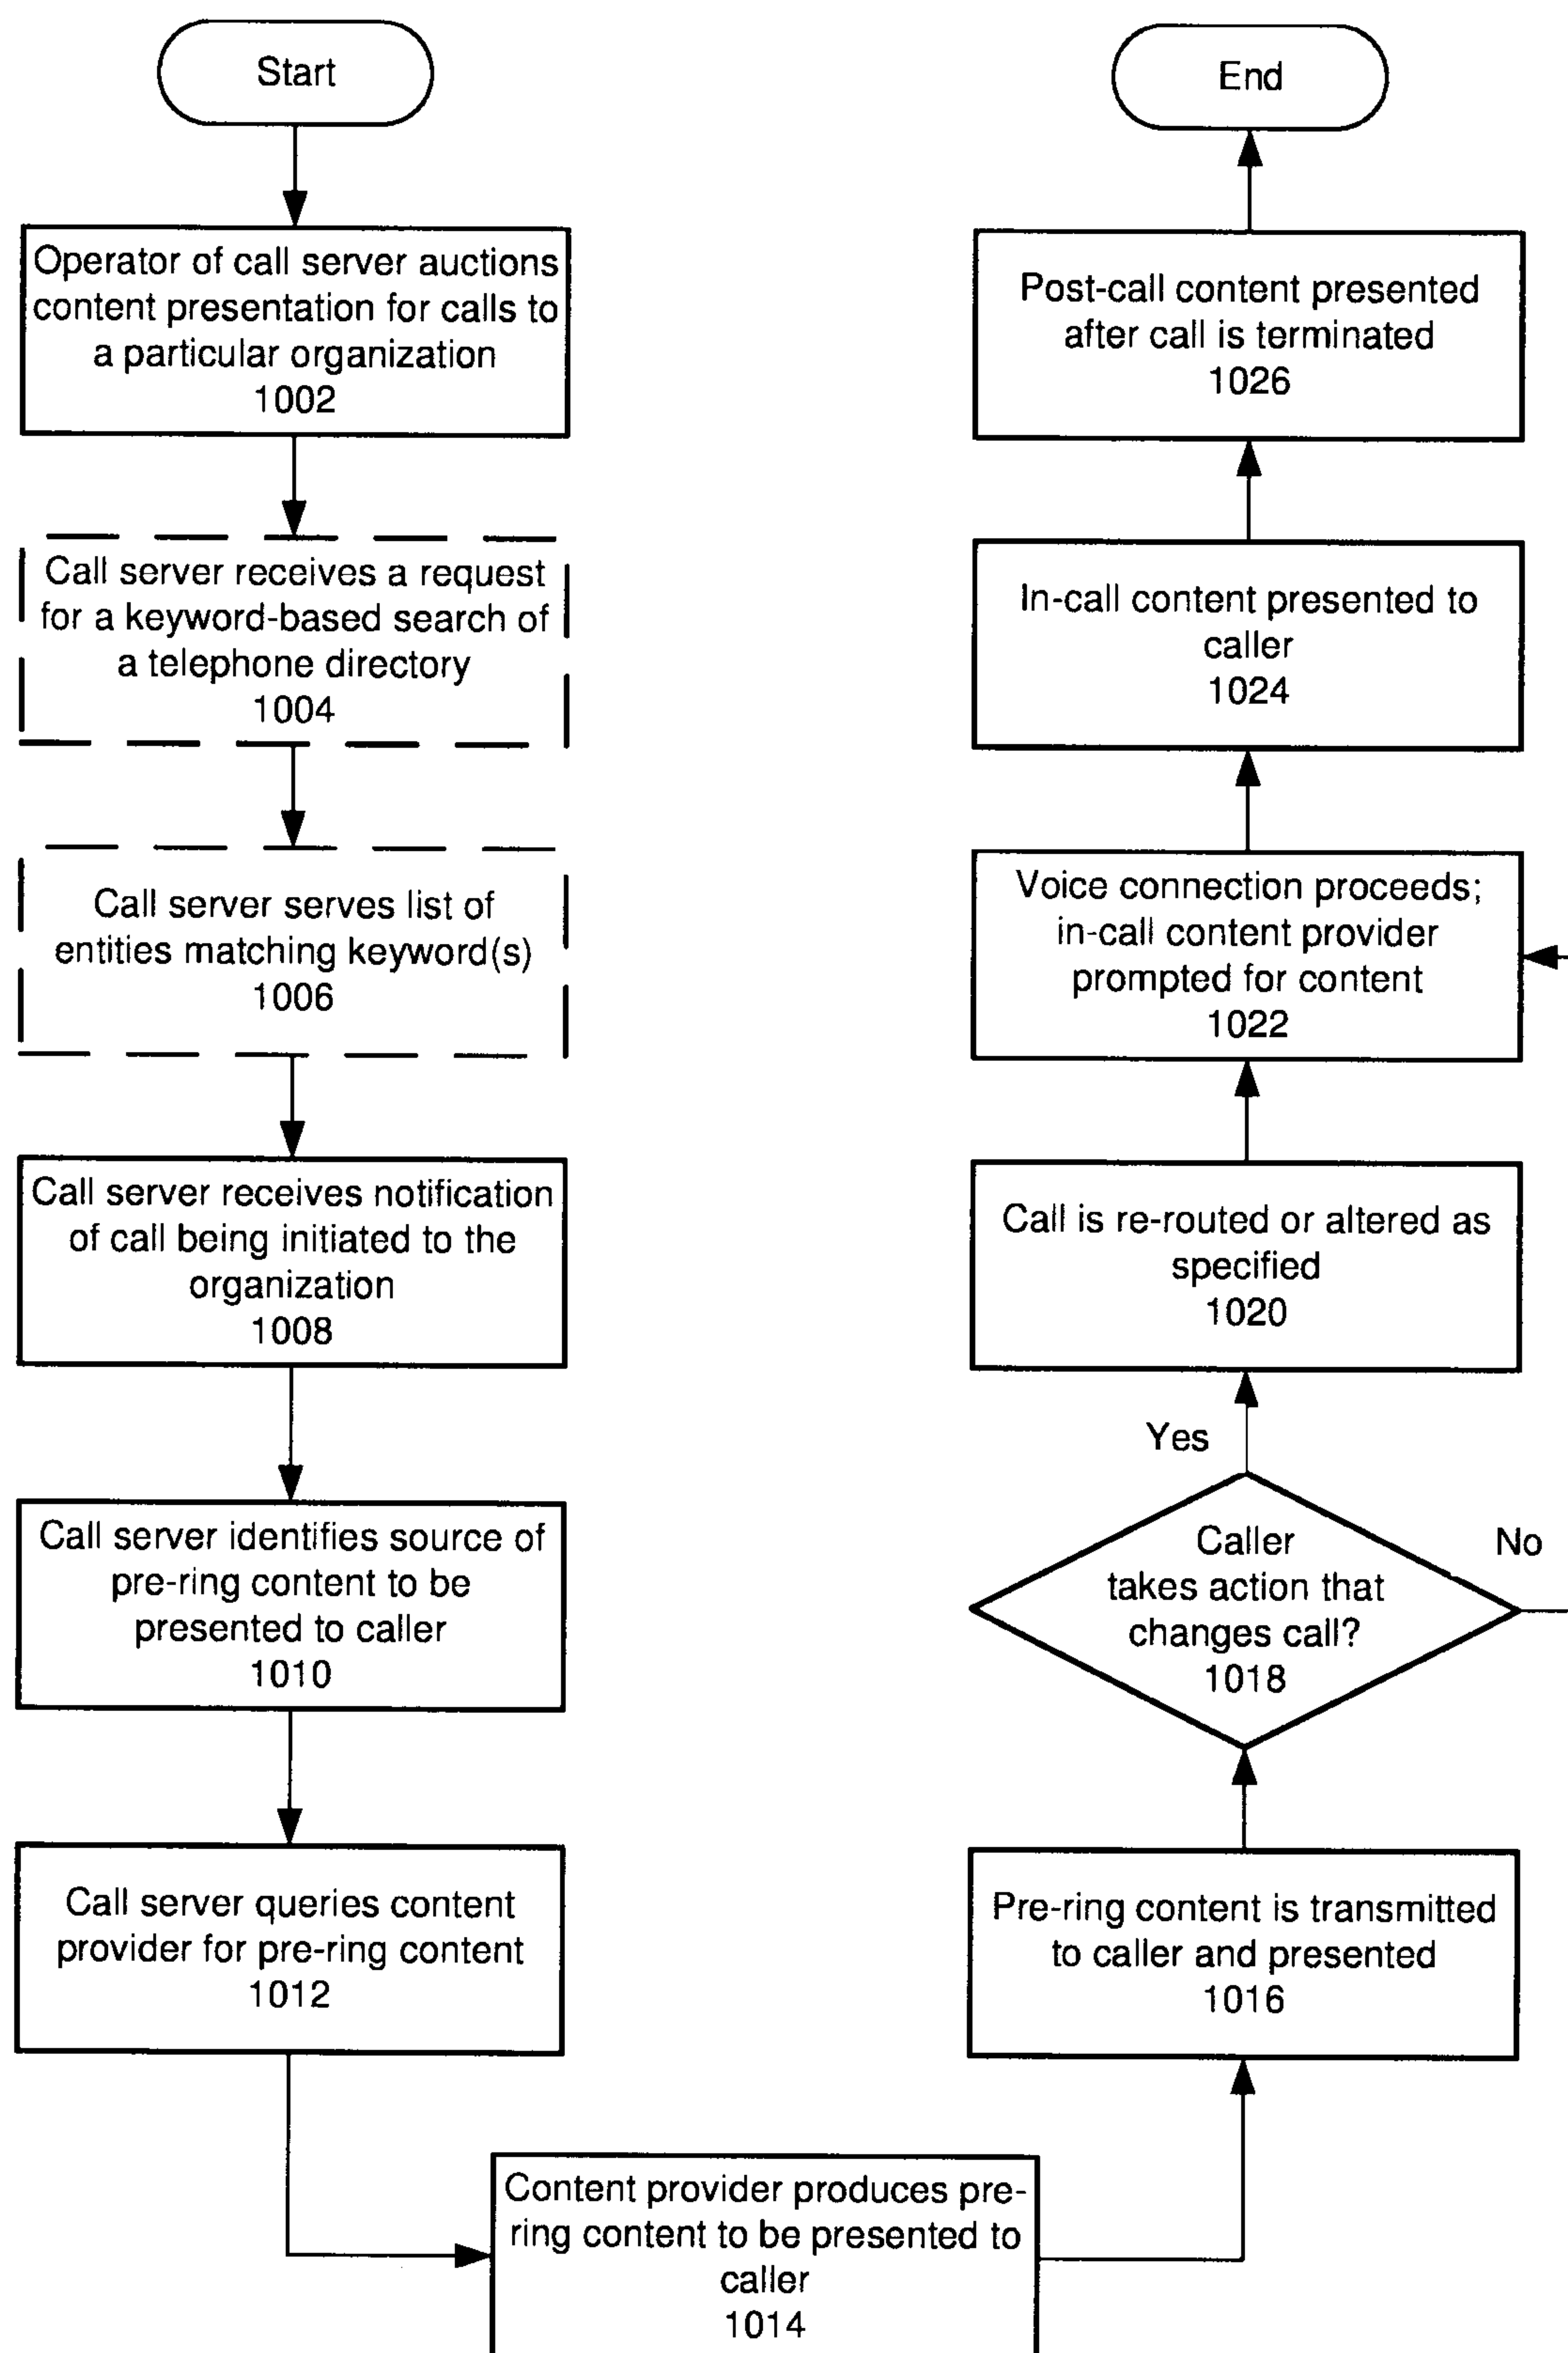 Start
Operator of call server auctions
content presentation for calls to
a particular organization
1002
Call server receives a request
for a keyword-based search of
a telephone directory
1004
Call server serves list of
entities matching keyword(s)
1006
Call server receives notification
of call being initiated to the
organization
1008
Call server identifies source of
pre-ring content to be
presented to caller
1010
Call server queries content
provider for pre-ring content
1012
Content provider produces pre-
ring content to be presented to
caller
1014
Pre-ring content is transmitted
to caller and presented
1016
Caller
takes action that
changes call?
1018
Yes
No
Call is re-routed or altered as
specified
1020
Voice connection proceeds;
in-call content provider
prompted for content
1022
In-call content presented to
caller
1024
Post-call content presented
after call is terminated
1026
End